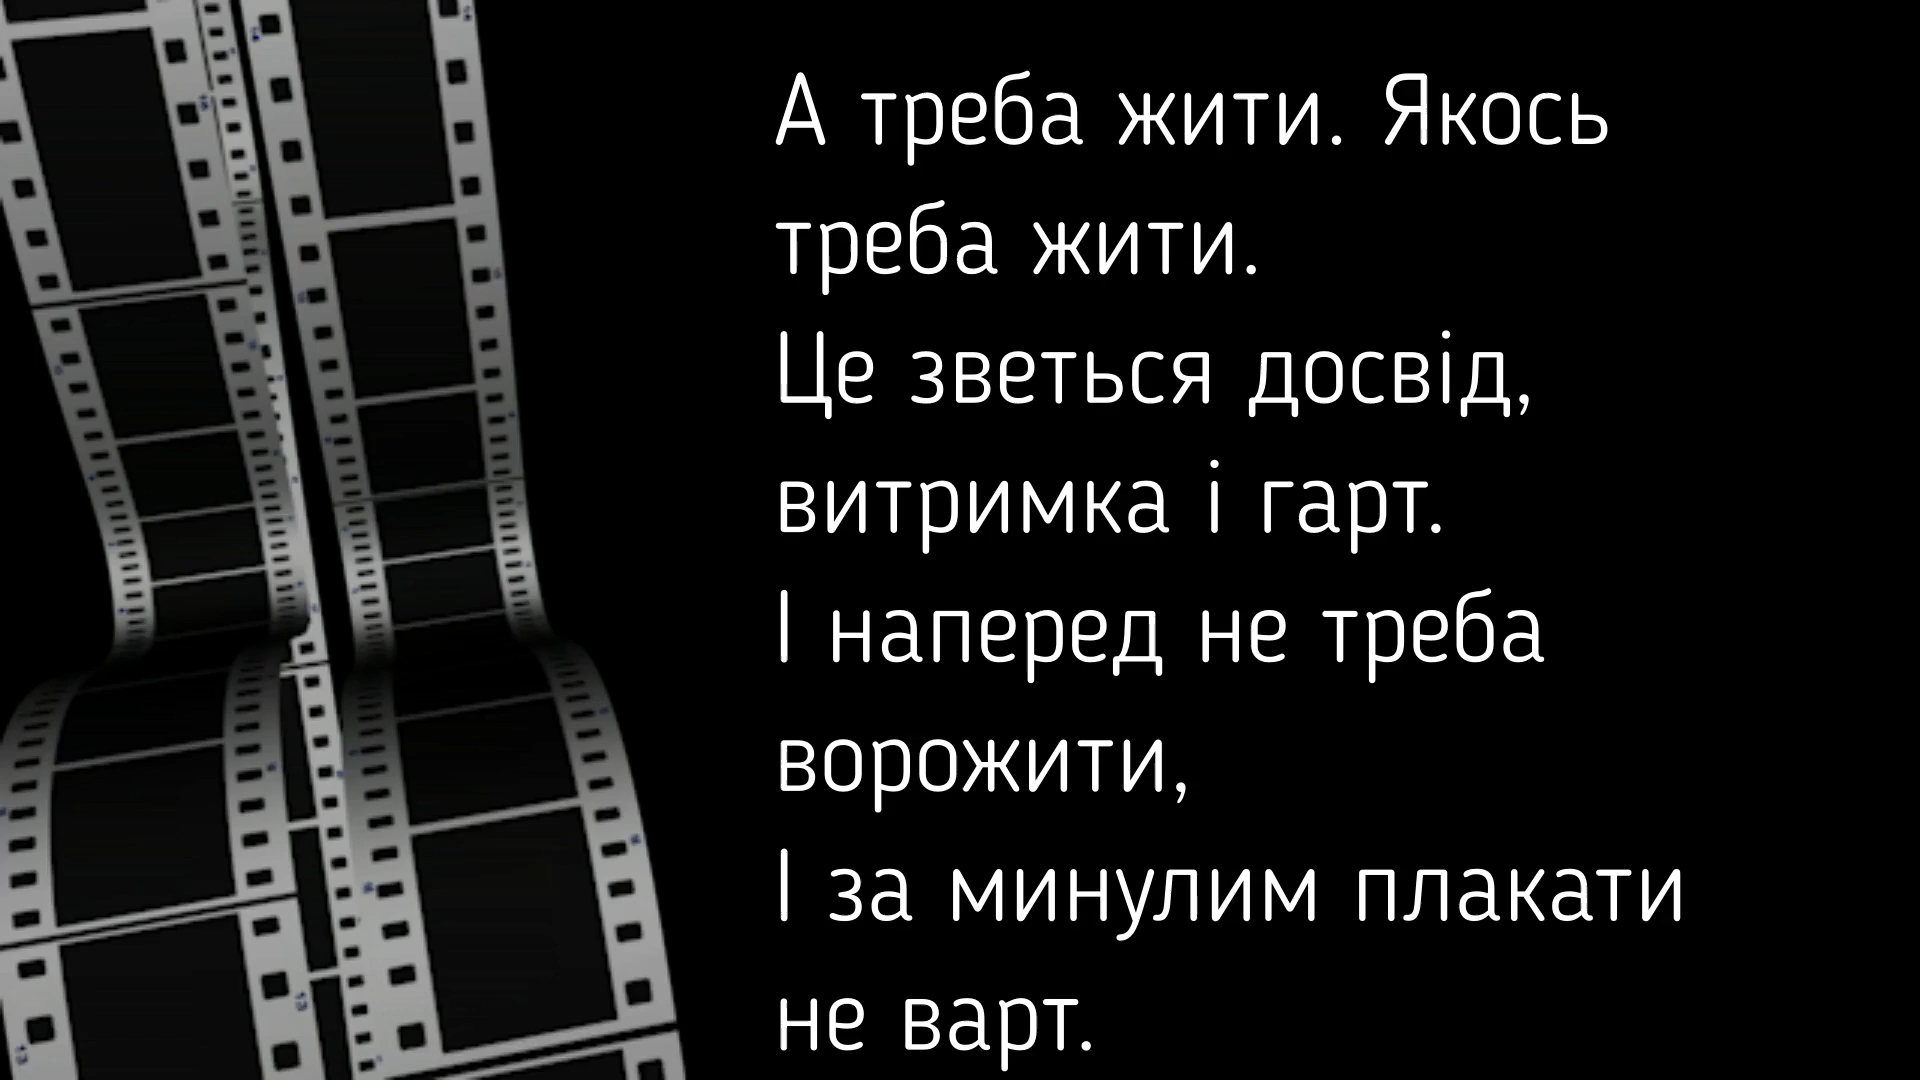 А треба жити. Якось
треба жити.
Це зветься досвід,
витримка і гарт.
І наперед не треба
ворожити,
І за минулим плакати
не варт.